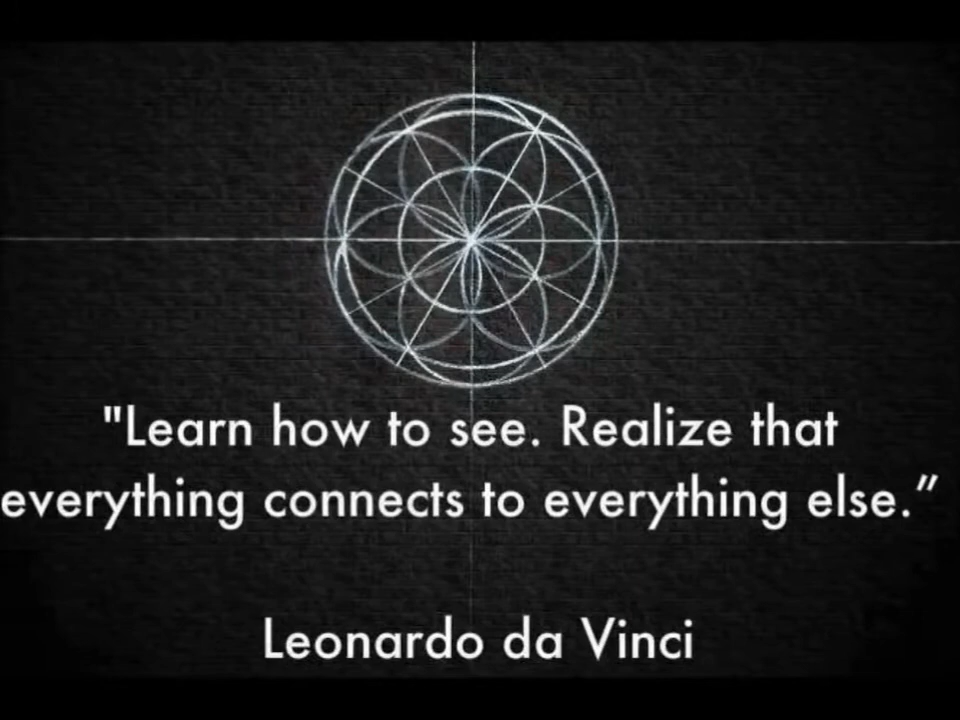 "Learn how to see. Realize that
everything connects to everything else.”
Leonardo da Vinci